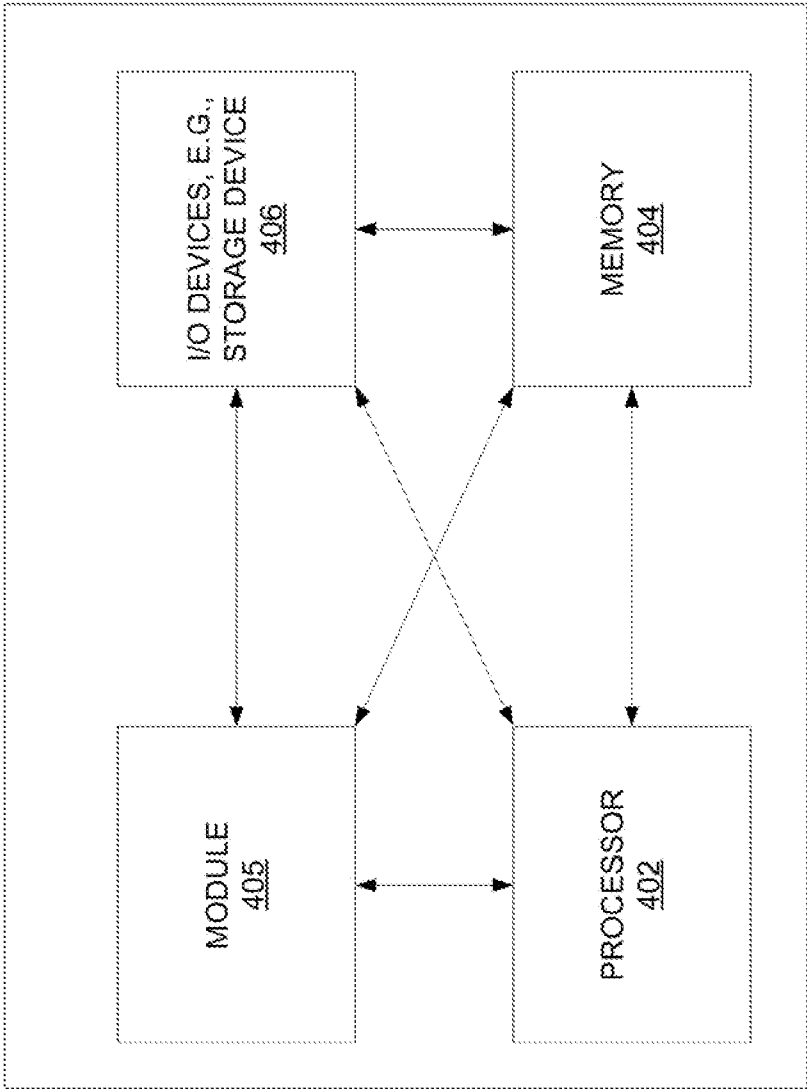 MODULE
405
I/O DEVICES, E.G.,
STORAGE DEVICE
406
PROCESSOR
402
MEMORY
404